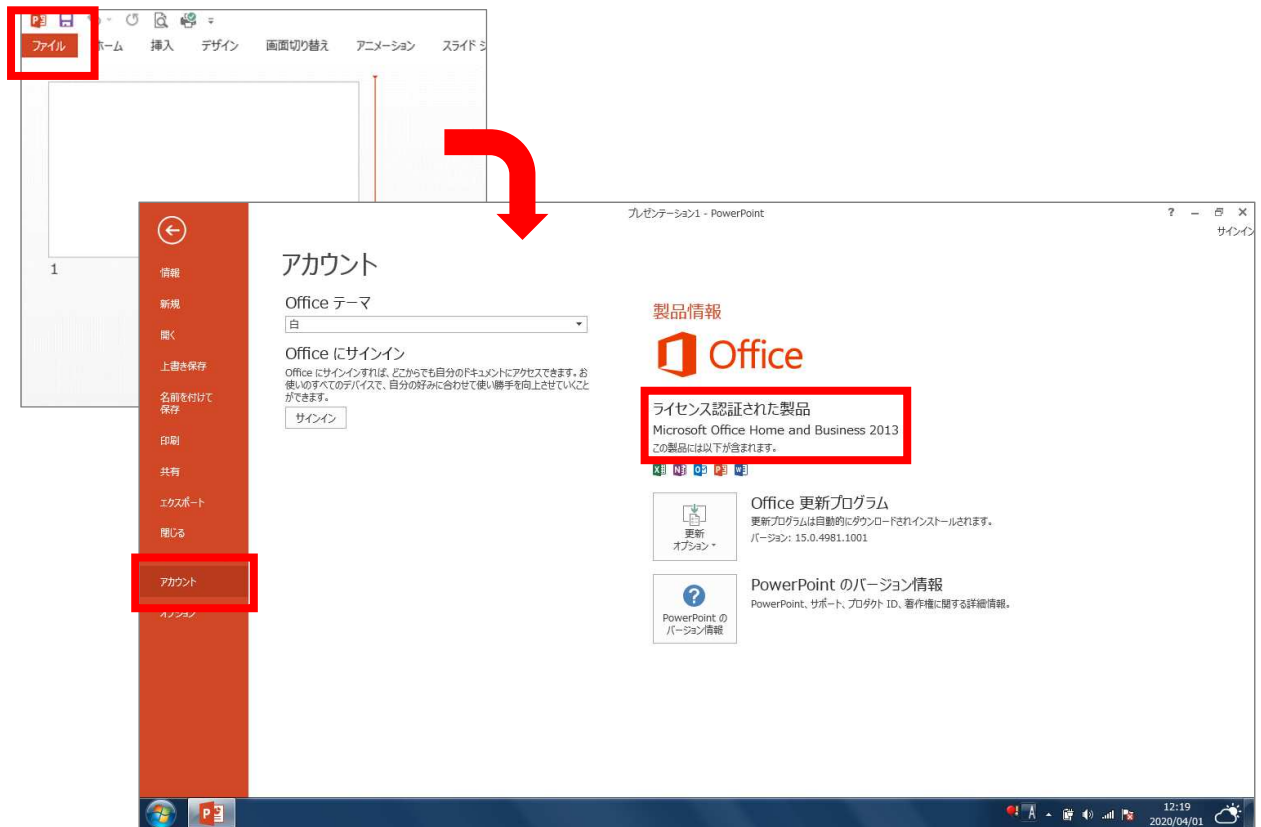 ファイル ホーム 挿入 デザイン 画面切り替え アニメーション スライド
1
プレゼンテーション1 - PowerPoint
サインイン
情報
新規
開く
上書き保存
名前を付けて
保存
印刷
共有
エクスポート
閉じる
アカウント
オプション
アカウント
Office テーマ
白
Office にサインイン
Office にサインインすれば、どこからでも自分のドキュメントにアクセスできます。お
使いのすべてのデバイスで、自分の好みに合わせて使い勝手を向上させていくこと
ができます。
サインイン
製品情報
Office
ライセンス認証された製品
Microsoft Office Home and Business 2013
この製品には以下が含まれます。
更新
オプション
Office 更新プログラム
更新プログラムは自動的にダウンロードされインストールされます。
バージョン: 15.0.4981.1001
PowerPoint の
バージョン情報
PowerPoint のバージョン情報
PowerPoint、サポート、プロダクト ID、著作権に関する詳細情報。
A
12:19
2020/04/01